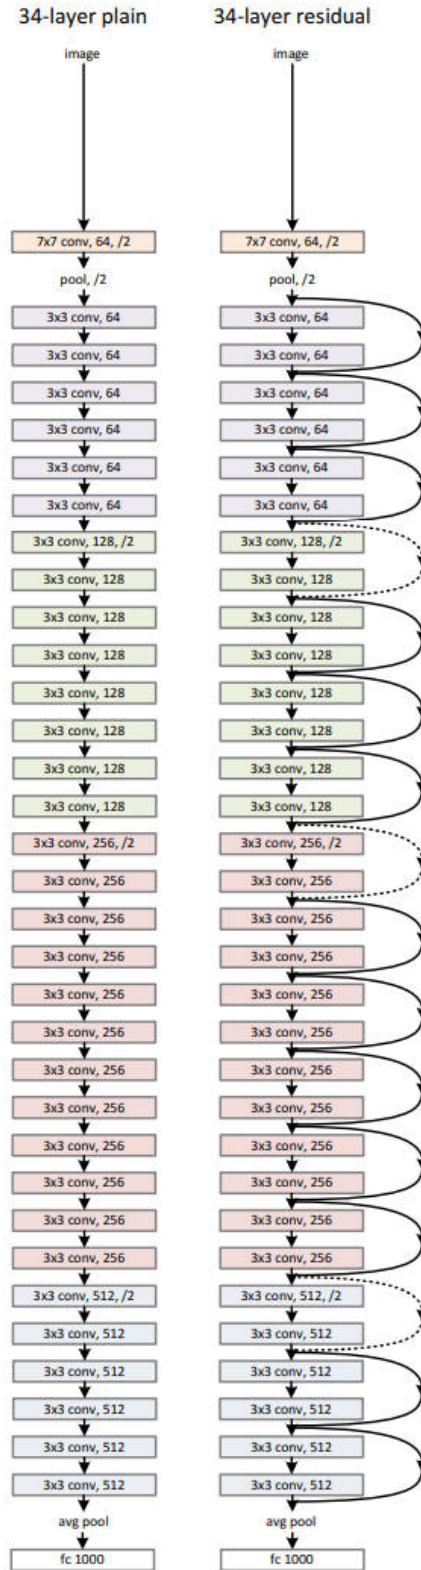 34-layer plain
image
7x7 conv, 64, /2
pool, /2
3x3 conv, 64
3x3 conv, 64
3x3 conv, 64
3x3 conv, 64
3x3 conv, 64
3x3 conv, 64
3x3 conv, 128, /2
3x3 conv, 128
3x3 conv, 128
3x3 conv, 128
3x3 conv, 128
3x3 conv, 128
3x3 conv, 128
3x3 conv, 128
3x3 conv, 256, /2
3x3 conv, 256
3x3 conv, 256
3x3 conv, 256
3x3 conv, 256
3x3 conv, 256
3x3 conv, 256
3x3 conv, 256
3x3 conv, 256
3x3 conv, 256
3x3 conv, 256
3x3 conv, 256
3x3 conv, 512, /2
3x3 conv, 512
3x3 conv, 512
3x3 conv, 512
3x3 conv, 512
3x3 conv, 512
avg pool
fc 1000
34-layer residual
image
7x7 conv, 64, /2
pool, /2
3x3 conv, 64
3x3 conv, 64
3x3 conv, 64
3x3 conv, 64
3x3 conv, 64
3x3 conv, 64
3x3 conv, 128, /2
3x3 conv, 128
3x3 conv, 128
3x3 conv, 128
3x3 conv, 128
3x3 conv, 128
3x3 conv, 128
3x3 conv, 128
3x3 conv, 256, /2
3x3 conv, 256
3x3 conv, 256
3x3 conv, 256
3x3 conv, 256
3x3 conv, 256
3x3 conv, 256
3x3 conv, 256
3x3 conv, 256
3x3 conv, 256
3x3 conv, 256
3x3 conv, 256
3x3 conv, 512, /2
3x3 conv, 512
3x3 conv, 512
3x3 conv, 512
3x3 conv, 512
3x3 conv, 512
avg pool
fc 1000